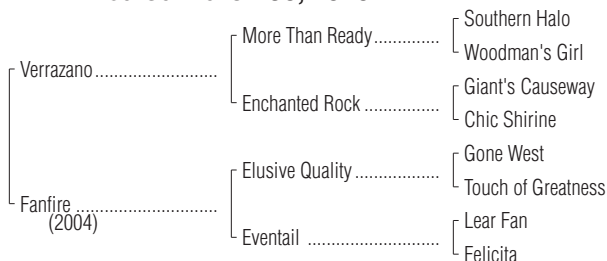 Southern Halo
More Than Ready..............
Woodman's Girl
Verrazano..........................
Giant's Causeway
Enchanted Rock ................
Chic Shirine
Gone West
Elusive Quality..................
Touch of Greatness
Fanfire ..............................
(2004)
Lear Fan
Eventail ............................
Felicita